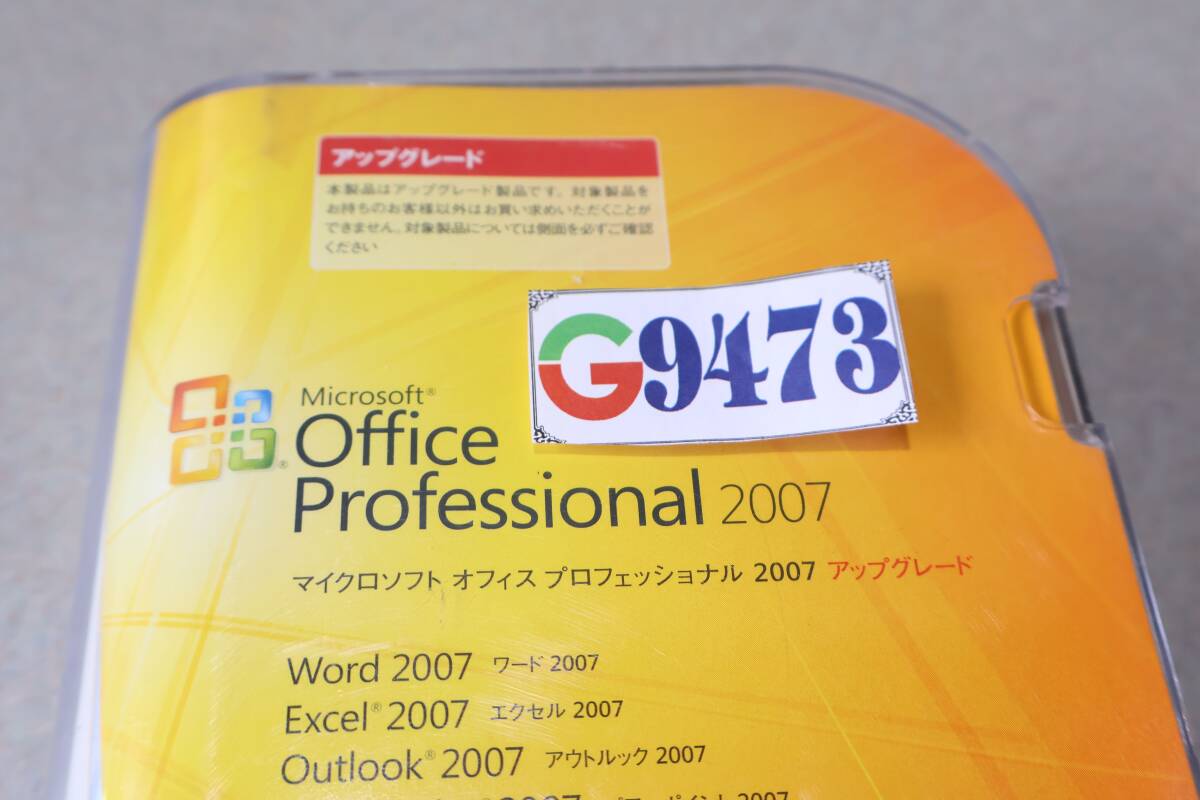 アップグレード
本製品はアップグレード製品です。対象製品を
お持ちのお客様以外はお買い求めいただくことが
できません。対象製品については側面を必ずご確認
ください
G9473
Microsoft®
Office
Professional 2007
マイクロソフト オフィス プロフェッショナル 2007 アップグレード
Word 2007 ワード 2007
Excel® 2007 エクセル 2007
Outlook® 2007 アウトルック 2007
2007 2007